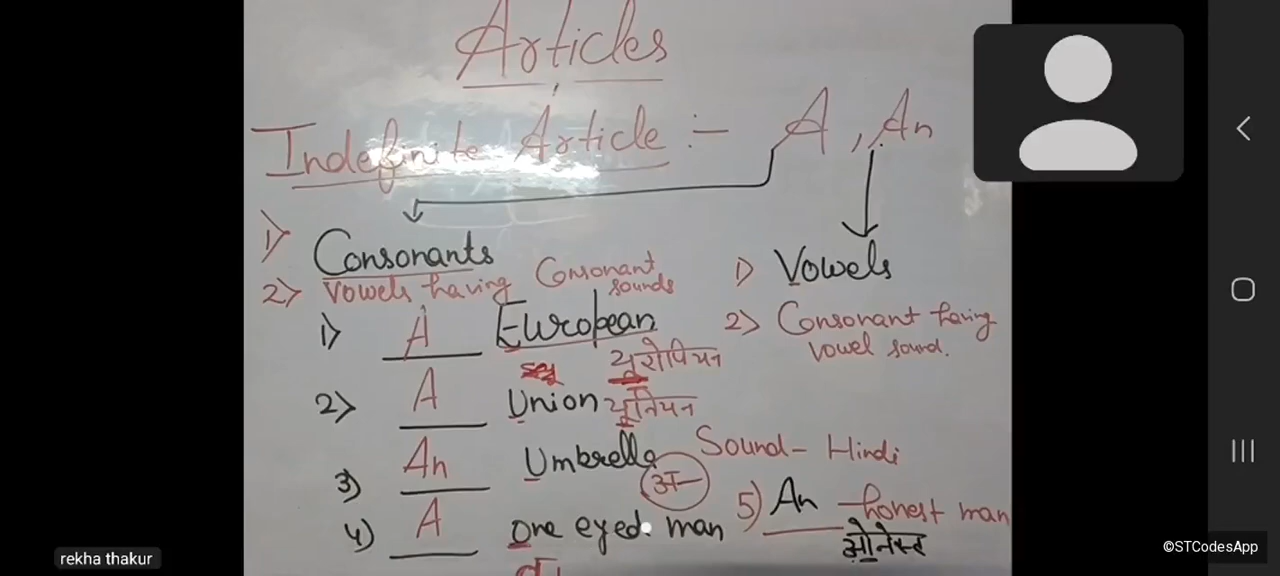 Articles
Indefinite Article :- A, An
1) Consonants
2) Vowels having Consonant sounds
1) Vowels
2) Consonant having vowel sound.
1) A European
यूरोपियन
2) A Union यूनियन
3) An Umbrella
अ
Sound - Hindi
4) A One eyed man
5) An honest man
ओनेस्ट
rekha thakur
©STCodesApp